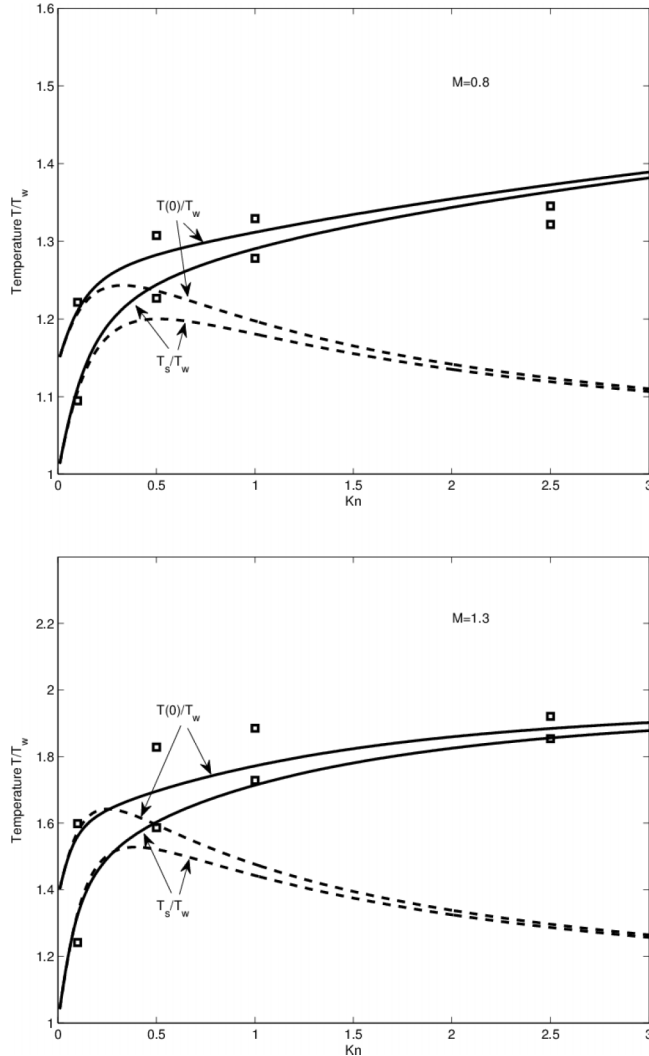 1.6
1.5
1.4
1.3
1.2
1.1
1
Temperature T/T_w
M=0.8
T(0)/T_w
T_s/T_w
0 0.5 1 1.5 2 2.5 3
Kn
2.2
2
1.8
1.6
1.4
1.2
1
Temperature T/T_w
M=1.3
T(0)/T_w
T_s/T_w
0 0.5 1 1.5 2 2.5 3
Kn